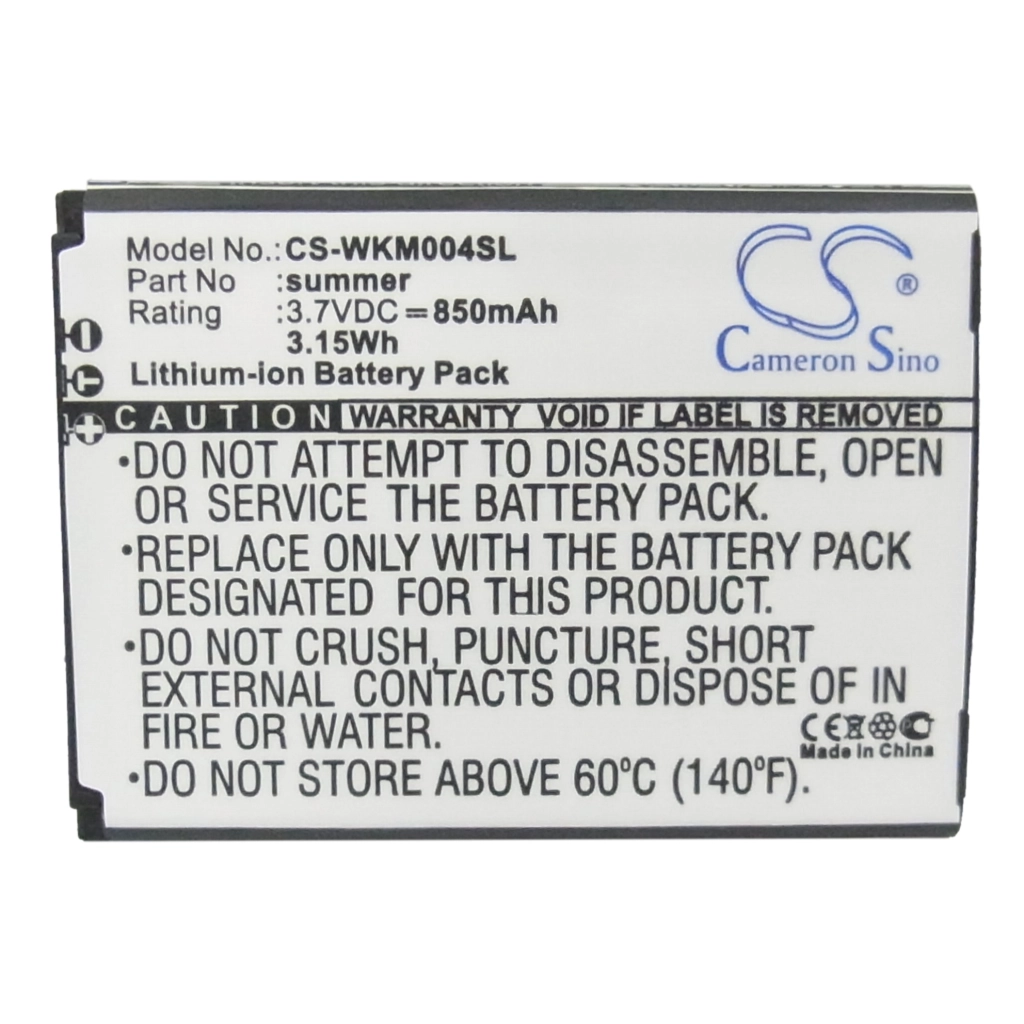 Model No.: CS-WKM004SL
Part No :summer
Rating :3.7VDC = 850mAh
3.15Wh
Lithium-ion Battery Pack
CS ®
Cameron Sino
CAUTION WARRANTY VOID IF LABEL IS REMOVED
•DO NOT ATTEMPT TO DISASSEMBLE, OPEN
OR SERVICE THE BATTERY PACK.
•REPLACE ONLY WITH THE BATTERY PACK
DESIGNATED FOR THIS PRODUCT.
•DO NOT CRUSH, PUNCTURE, SHORT
EXTERNAL CONTACTS OR DISPOSE OF IN
FIRE OR WATER.
CE
Made in China
•DO NOT STORE ABOVE 60°C (140°F).
- T +